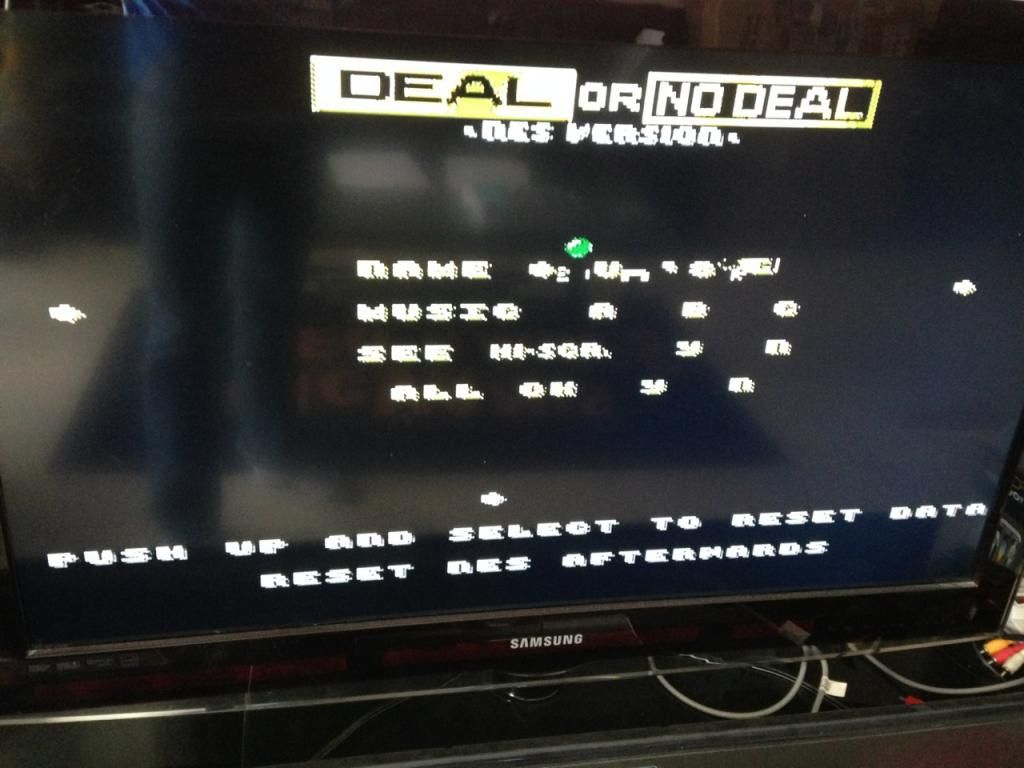 DEAL OR NO DEAL
·NES VERSION·
NAME
MUSIC A B C
SEE HI-SCR. Y N
ALL OK Y N
PUSH UP AND SELECT TO RESET DATA
RESET NES AFTERWARDS
SAMSUNG